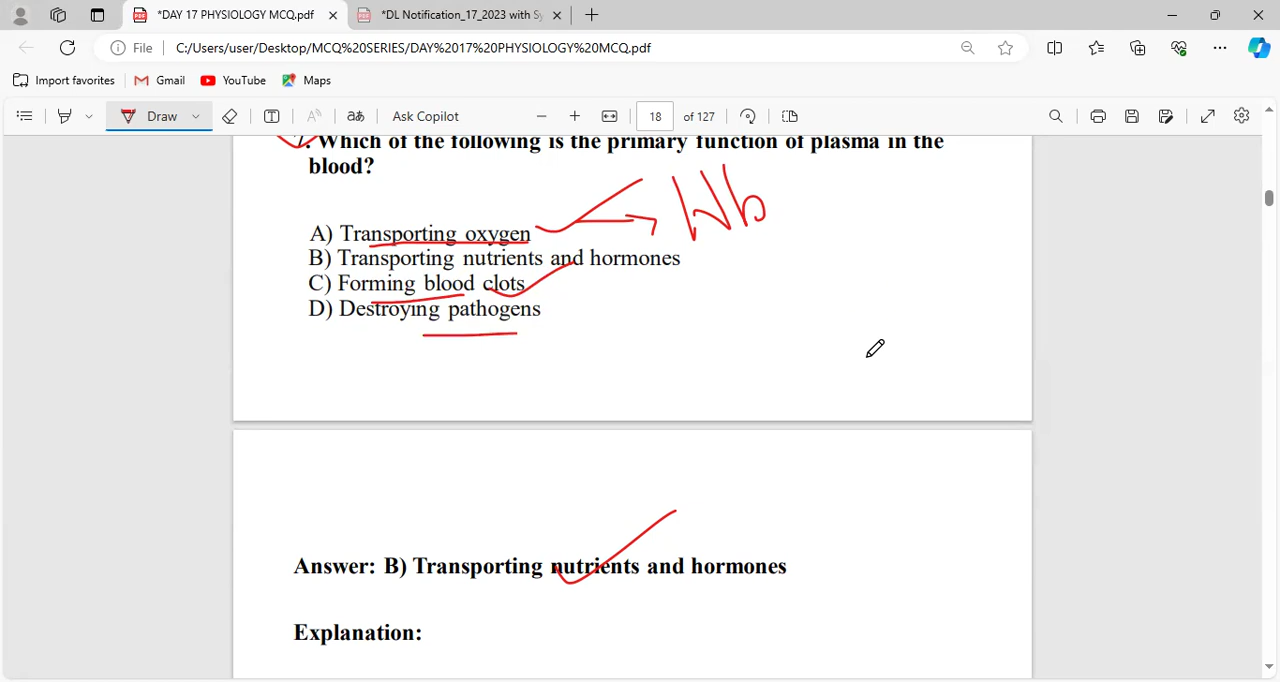 *DAY 17 PHYSIOLOGY MCQ.pdf
*DL Notification_17_2023 with Sy
File C:/Users/user/Desktop/MCQ%20SERIES/DAY%2017%20PHYSIOLOGY%20MCQ.pdf
Import favorites Gmail YouTube Maps
Draw aあ Ask Copilot 18 of 127
7. Which of the following is the primary function of plasma in the
blood?
Hb
A) Transporting oxygen
B) Transporting nutrients and hormones
C) Forming blood clots
D) Destroying pathogens
Answer: B) Transporting nutrients and hormones
Explanation: